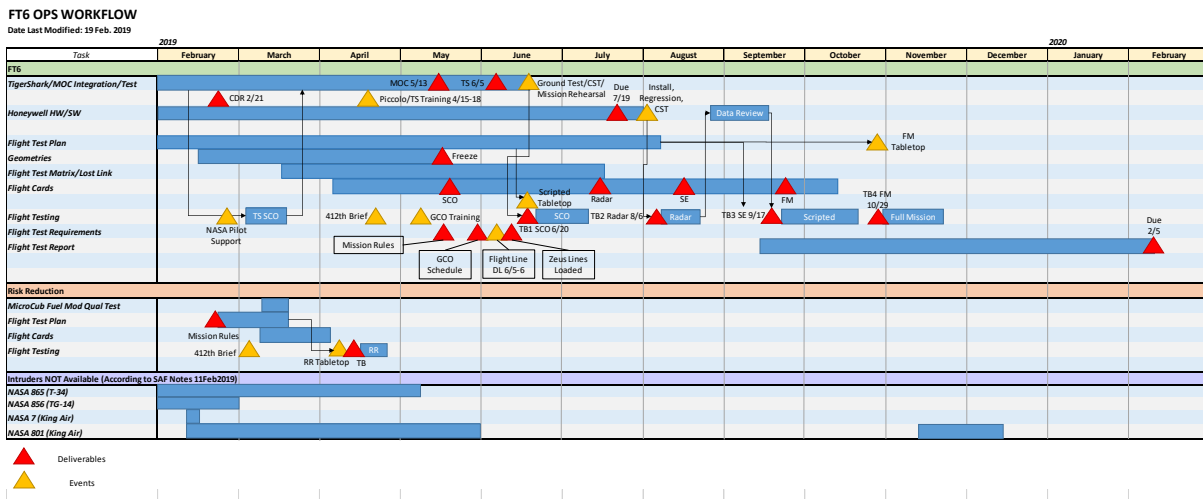 FT6 OPS WORKFLOW
Date Last Modified: 19 Feb. 2019
2019
2020
Task
February
March
April
May
June
July
August
September
October
November
December
January
February
FT6
TigerShark/MOC Integration/Test
MOC 5/13
TS 6/5
Ground Test/CST/
Mission Rehearsal
Due
7/19
Install,
Regression,
CST
CDR 2/21
Piccolo/TS Training 4/15-18
Honeywell HW/SW
Data Review
Flight Test Plan
FM
Tabletop
Geometries
Freeze
Flight Test Matrix/Lost Link
Flight Cards
SCO
Radar
SE
FM
Scripted
Tabletop
TB4 FM
10/29
Flight Testing
NASA Pilot
Support
TS SCO
412th Brief
GCO Training
TB1 SCO 6/20
SCO
TB2 Radar 8/6
Radar
TB3 SE 9/17
Scripted
Full Mission
Flight Test Requirements
Mission Rules
GCO
Schedule
Flight Line
DL 6/5-6
Zeus Lines
Loaded
Due
2/5
Flight Test Report
Risk Reduction
MicroCub Fuel Mod Qual Test
Flight Test Plan
Mission Rules
Flight Cards
Flight Testing
412th Brief
RR Tabletop
TB
RR
Intruders NOT Available (According to SAF Notes 11Feb2019)
NASA 865 (T-34)
NASA 856 (TG-14)
NASA 7 (King Air)
NASA 801 (King Air)
Deliverables
Events